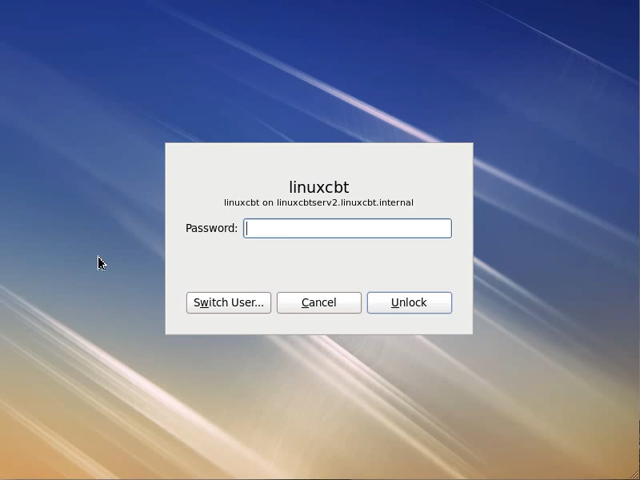 linuxcbt
linuxcbt on linuxcbtserv2.linuxcbt.internal
Password:
Switch User... Cancel Unlock